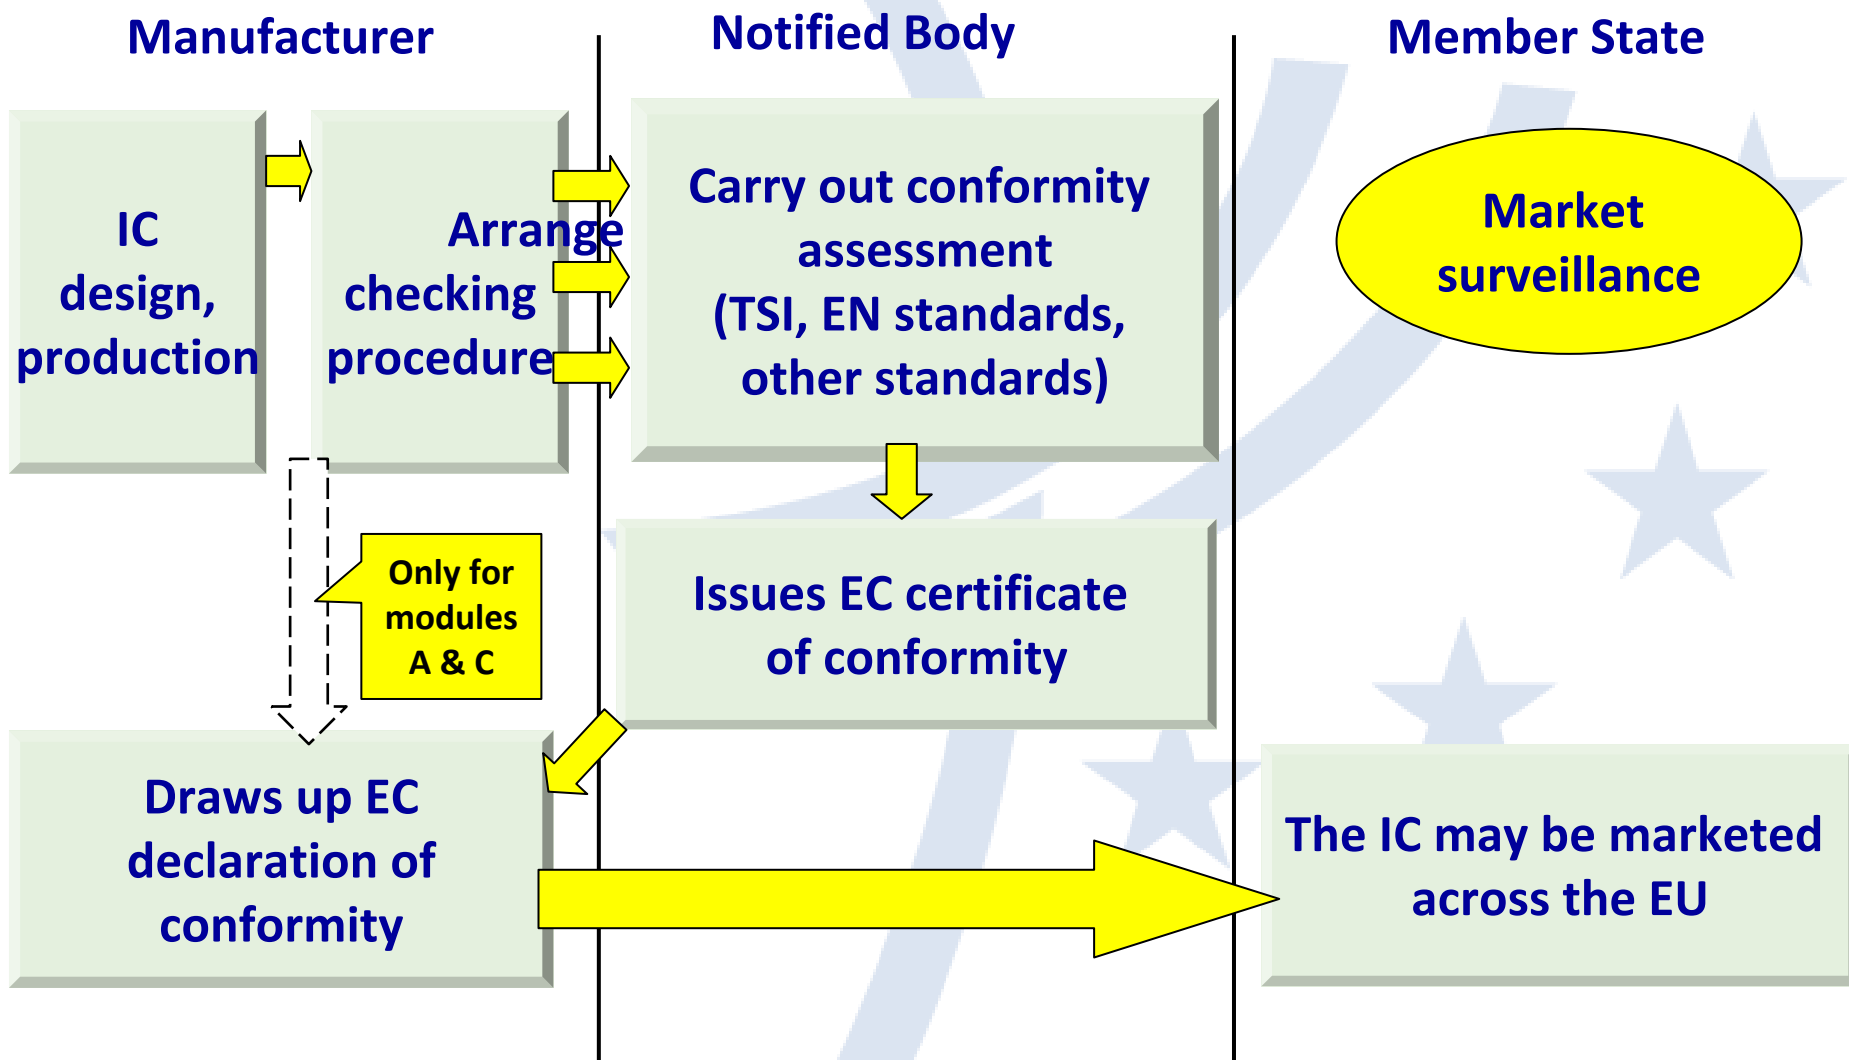 Manufacturer
Notified Body
Member State
IC
design,
production
Arrange
checking
procedure
Carry out conformity
assessment
(TSI, EN standards,
other standards)
Market
surveillance
Only for
modules
A & C
Issues EC certificate
of conformity
Draws up EC
declaration of
conformity
The IC may be marketed
across the EU